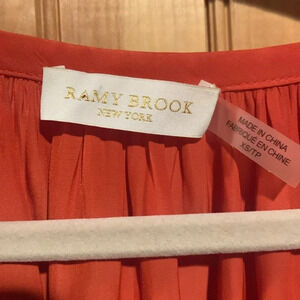 RAMY BROOK
NEW YORK
MADE IN CHINA
FABRIQUÉ EN CHINE
XS/TP